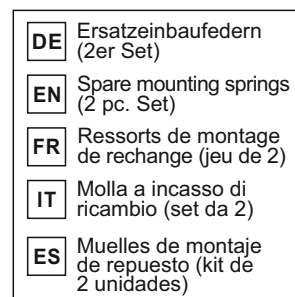 DE Ersatzeinbaufedern
(2er Set)
EN Spare mounting springs
(2 pc. Set)
FR Ressorts de montage
de rechange (jeu de 2)
IT Molla a incasso di
ricambio (set da 2)
ES Muelles de montaje
de repuesto (kit de
2 unidades)